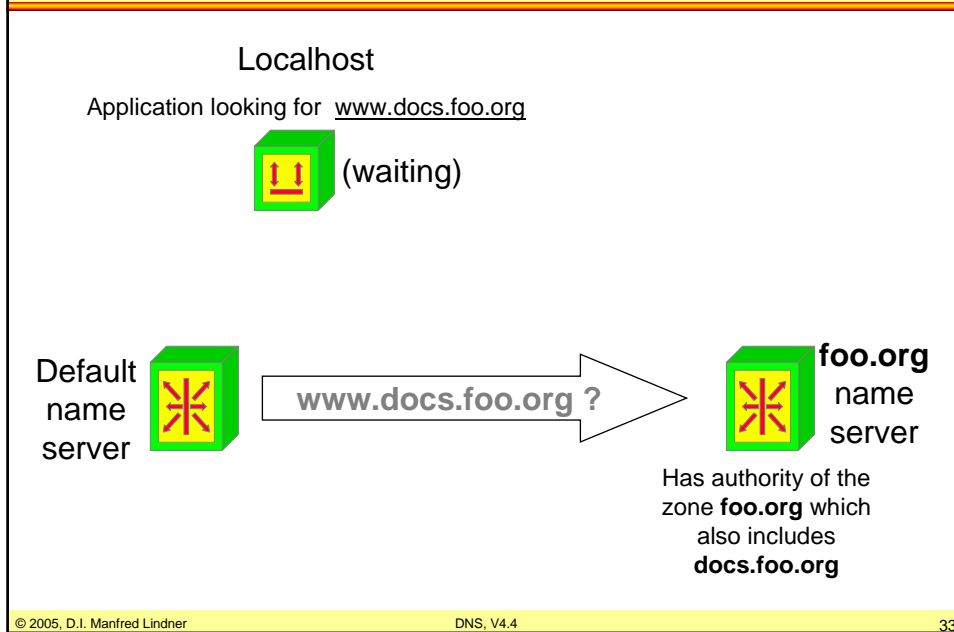 Localhost
Application looking for www.docs.foo.org
(waiting)
Default
name
server
www.docs.foo.org ?
foo.org
name
server
Has authority of the
zone foo.org which
also includes
docs.foo.org
© 2005, D.I. Manfred Lindner
DNS, V4.4
33